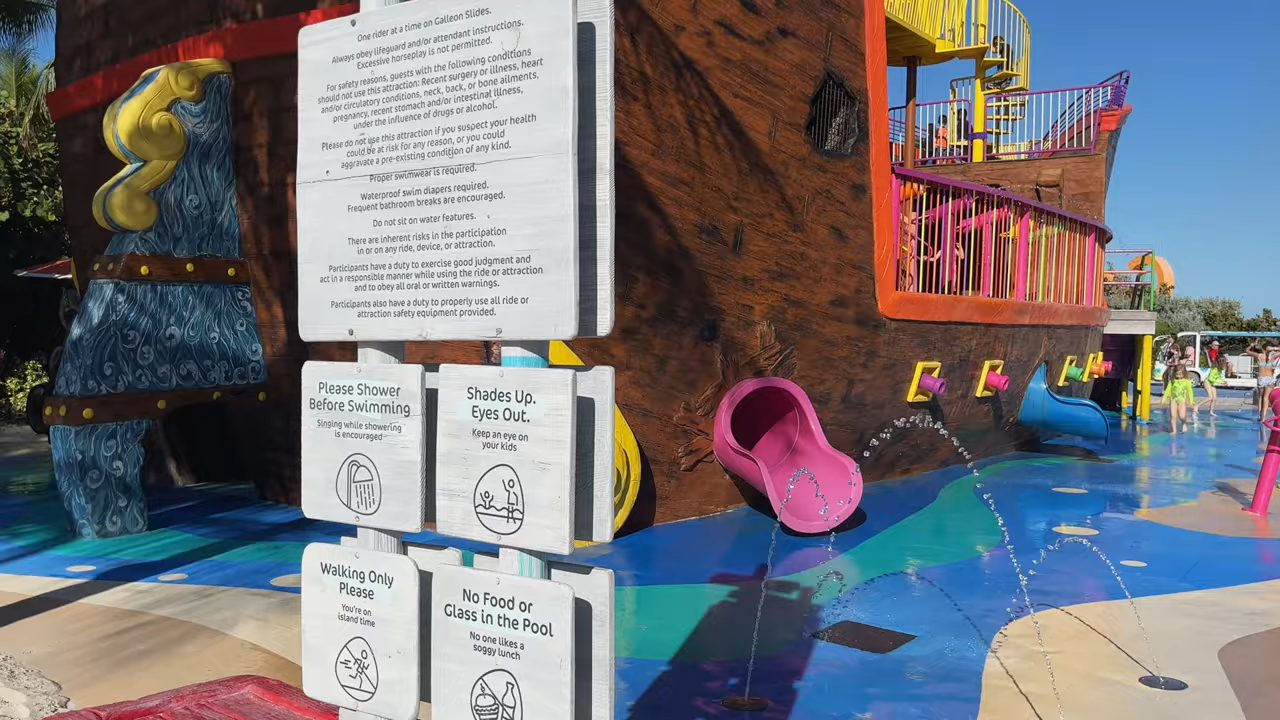 One rider at a time on Galleon Slides.
Always obey lifeguard and/or attendant instructions.
Excessive horseplay is not permitted.
For safety reasons, guests with the following conditions
should not use this attraction: Recent surgery or illness, heart
and/or circulatory conditions, neck, back, or bone ailments,
pregnancy, recent stomach and/or intestinal illness,
under the influence of drugs or alcohol.
Please do not use this attraction if you suspect your health
could be at risk for any reason, or you could
aggravate a pre-existing condition of any kind.
Proper swimwear is required.
Waterproof swim diapers required.
Frequent bathroom breaks are encouraged.
Do not sit on water features.
There are inherent risks in the participation
in or on any ride, device, or attraction.
Participants have a duty to exercise good judgment and
act in a responsible manner while using the ride or attraction
and to obey all oral or written warnings.
Participants also have a duty to properly use all ride or
attraction safety equipment provided.
Please Shower
Before Swimming
Singing while showering
is encouraged
Shades Up.
Eyes Out.
Keep an eye on
your kids
Walking Only
Please
You're on
island time
No Food or
Glass in the Pool
No one likes a
soggy lunch